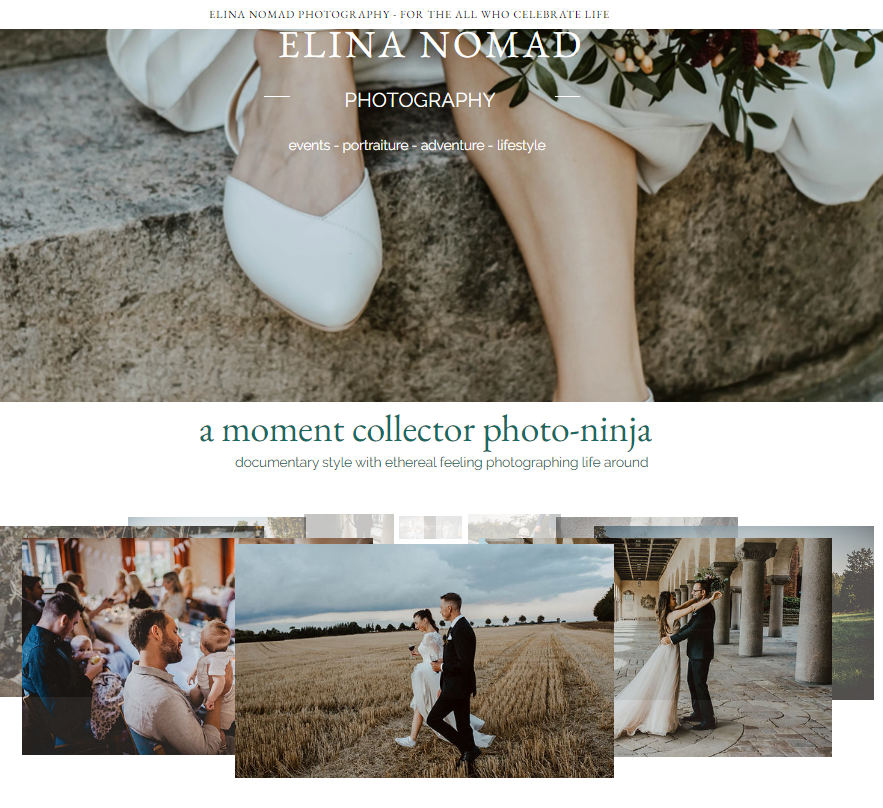 ELINA NOMAD PHOTOGRAPHY - FOR THE ALL WHO CELEBRATE LIFE
ELINA NOMAD
PHOTOGRAPHY
events - portraiture - adventure - lifestyle
a moment collector photo-ninja
documentary style with ethereal feeling photographing life around